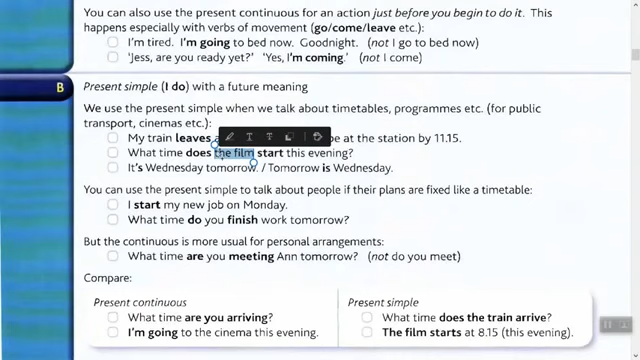 You can also use the present continuous for an action just before you begin to do it. This
happens especially with verbs of movement (go/come/leave etc.):
I'm tired. I'm going to bed now. Goodnight. (not I go to bed now)
'Jess, are you ready yet?' 'Yes, I'm coming.' (not I come)
B
Present simple (I do) with a future meaning
We use the present simple when we talk about timetables, programmes etc. (for public
transport, cinemas etc.):
My train leaves be at the station by 11.15.
What time does the film start this evening?
It's Wednesday tomorrow. / Tomorrow is Wednesday.
You can use the present simple to talk about people if their plans are fixed like a timetable:
I start my new job on Monday.
What time do you finish work tomorrow?
But the continuous is more usual for personal arrangements:
What time are you meeting Ann tomorrow? (not do you meet)
Compare:
Present continuous
What time are you arriving?
I'm going to the cinema this evening.
Present simple
What time does the train arrive?
The film starts at 8.15 (this evening).